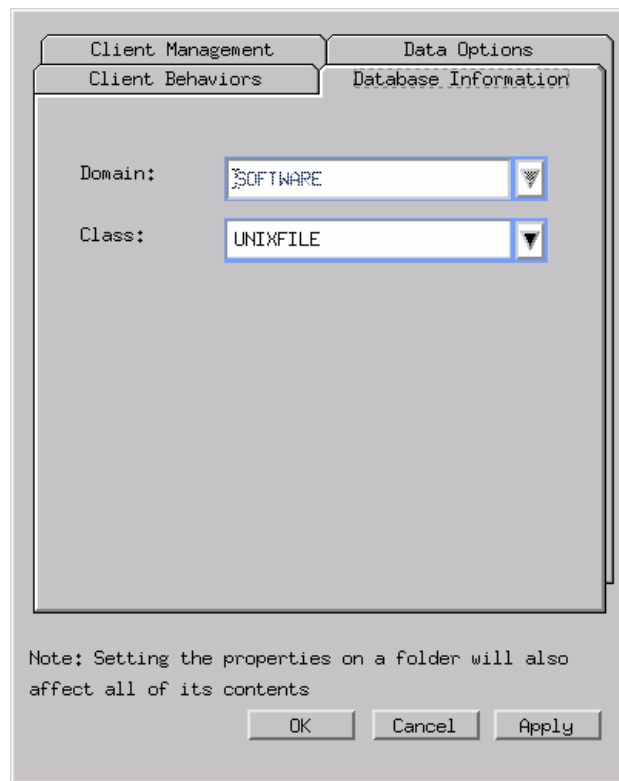 Client Management
Data Options
Client Behaviors
Database Information
Domain:
SOFTWARE
Class:
UNIXFILE
Note: Setting the properties on a folder will also
affect all of its contents
OK
Cancel
Apply